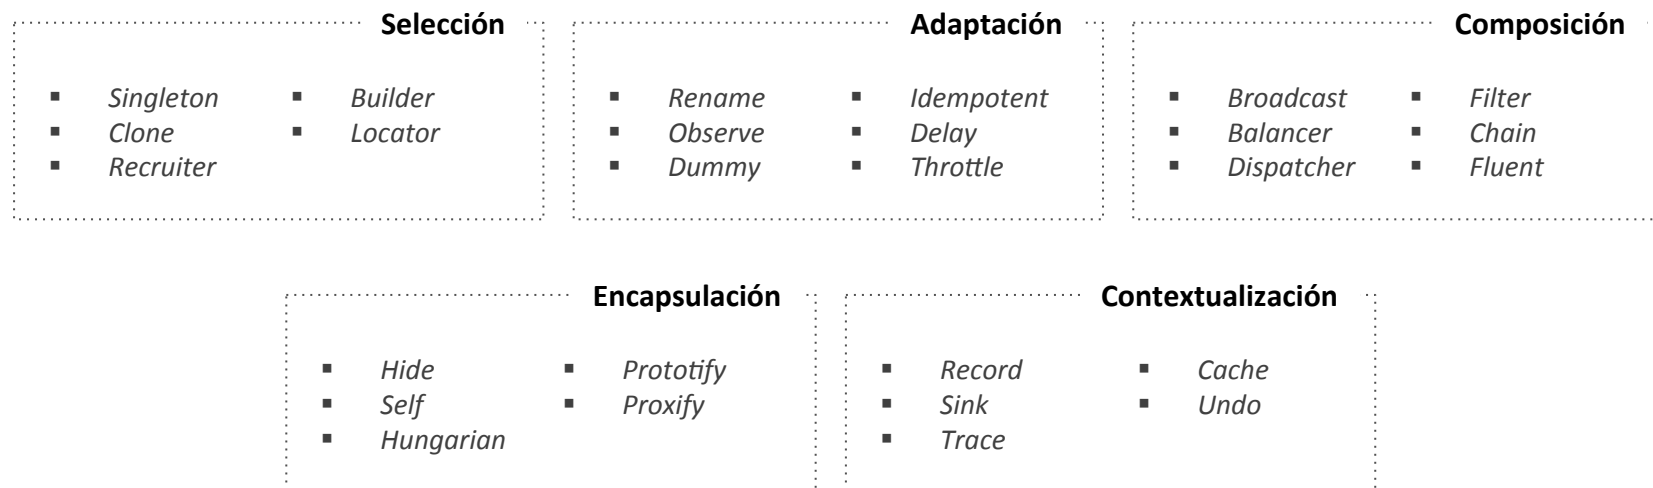 Selección
▪ Singleton ▪ Builder
▪ Clone ▪ Locator
▪ Recruiter
Adaptación
▪ Rename ▪ Idempotent
▪ Observe ▪ Delay
▪ Dummy ▪ Throttle
Composición
▪ Broadcast ▪ Filter
▪ Balancer ▪ Chain
▪ Dispatcher ▪ Fluent
Encapsulación
▪ Hide ▪ Prototify
▪ Self ▪ Proxify
▪ Hungarian
Contextualización
▪ Record ▪ Cache
▪ Sink ▪ Undo
▪ Trace